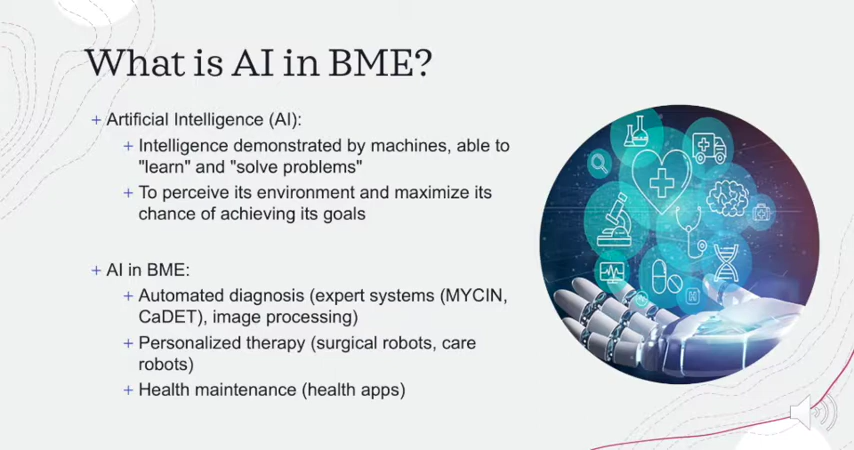 What is AI in BME?
+ Artificial Intelligence (AI):
+ Intelligence demonstrated by machines, able to
"learn" and "solve problems"
+ To perceive its environment and maximize its
chance of achieving its goals
+ AI in BME:
+ Automated diagnosis (expert systems (MYCIN,
CaDET), image processing)
+ Personalized therapy (surgical robots, care
robots)
+ Health maintenance (health apps)